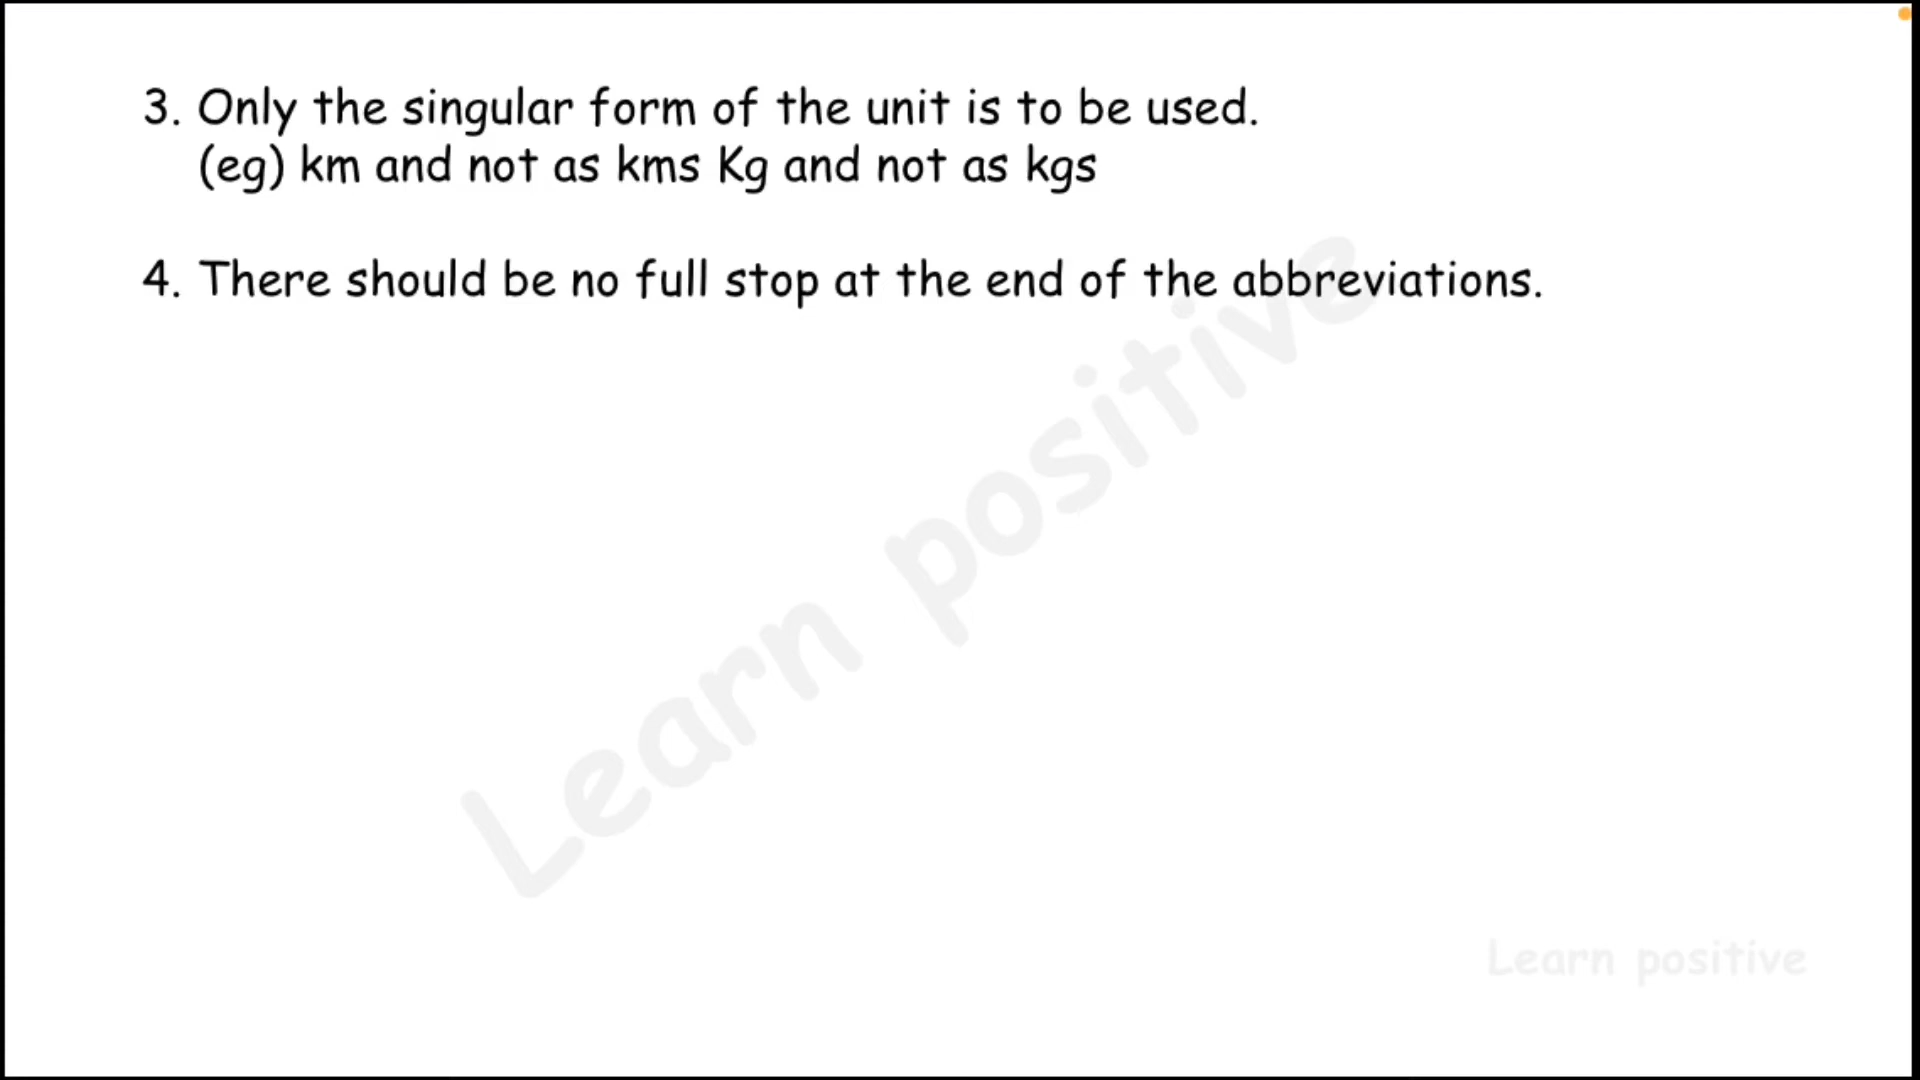 3. Only the singular form of the unit is to be used.
(eg) km and not as kms Kg and not as kgs
4. There should be no full stop at the end of the abbreviations.
Learn positive
Learn positive